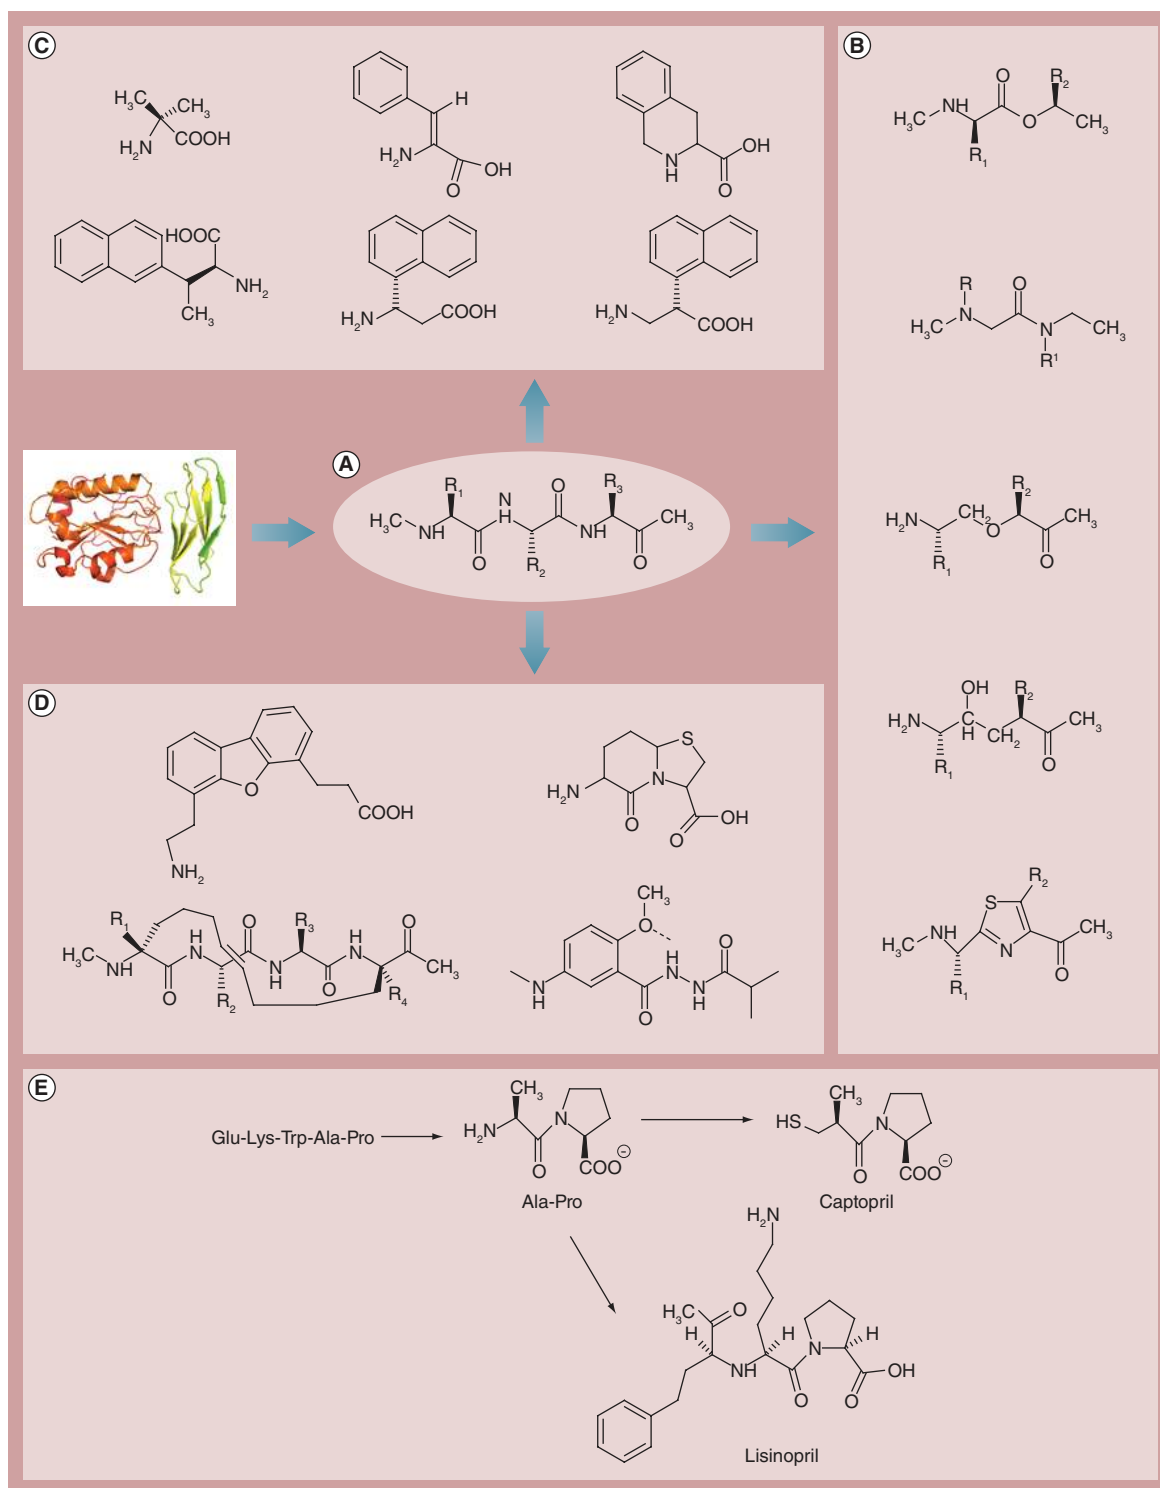 C
H₃C CH₃
H₂N COOH
H
H₂N OH
O
N
H
OH
O
HOOC
NH₂
CH₃
H₂N COOH
H₂N
COOH
B
O R₂
NH
H₃C O CH₃
R₁
R O
N
H₃C N CH₃
R¹
R₂
H₂N CH₂ CH₃
O
R₁ O
OH R₂
H₂N C CH₃
H CH₂
R₁ O
R₂
S
NH CH₃
H₃C N
O
R₁
A
R₁ N O R₃
H₃C H CH₃
NH NH
O R₂ O
D
O
COOH
NH₂
S
N
H₂N
O
OH
O
R₁ H O R₃ H O
H₃C N N
NH N CH₃
H
O R₂ O R₄
CH₃
O
H O
N
N N
H H
O
E
Glu-Lys-Trp-Ala-Pro
CH₃
H₂N N
O COO⊖
Ala-Pro
CH₃
HS N
O COO⊖
Captopril
H₂N
H₃C O
H H H
N
NH OH
O O
Lisinopril